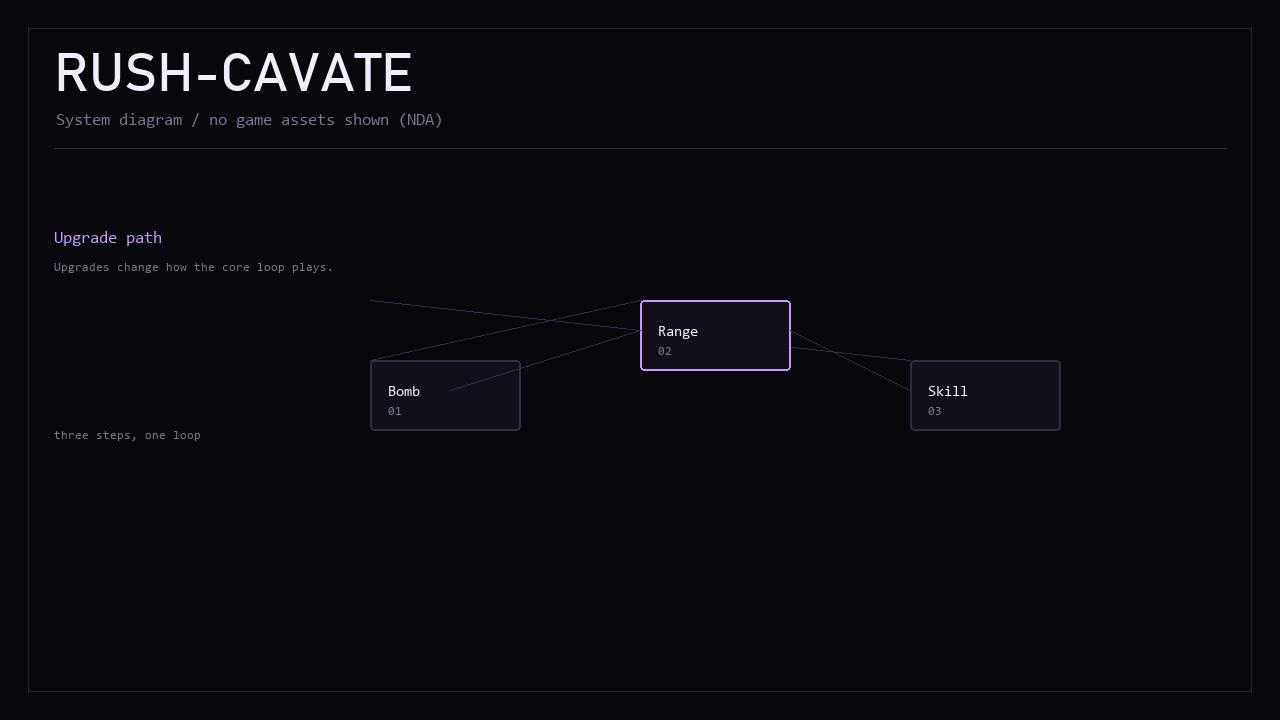 RUSH-CAVATE
System diagram / no game assets shown (NDA)
Upgrade path
Upgrades change how the core loop plays.
Range
02
Bomb
01
Skill
03
three steps, one loop